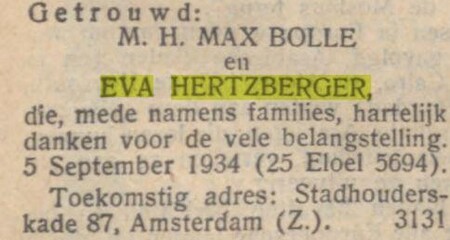 Getrouwd:
M. H. MAX BOLLE
en
EVA HERTZBERGER,
die, mede namens families, hartelijk
danken voor de vele belangstelling.
5 September 1934 (25 Eloel 5694).
Toekomstig adres: Stadhouders-
kade 87, Amsterdam (Z.). 3131